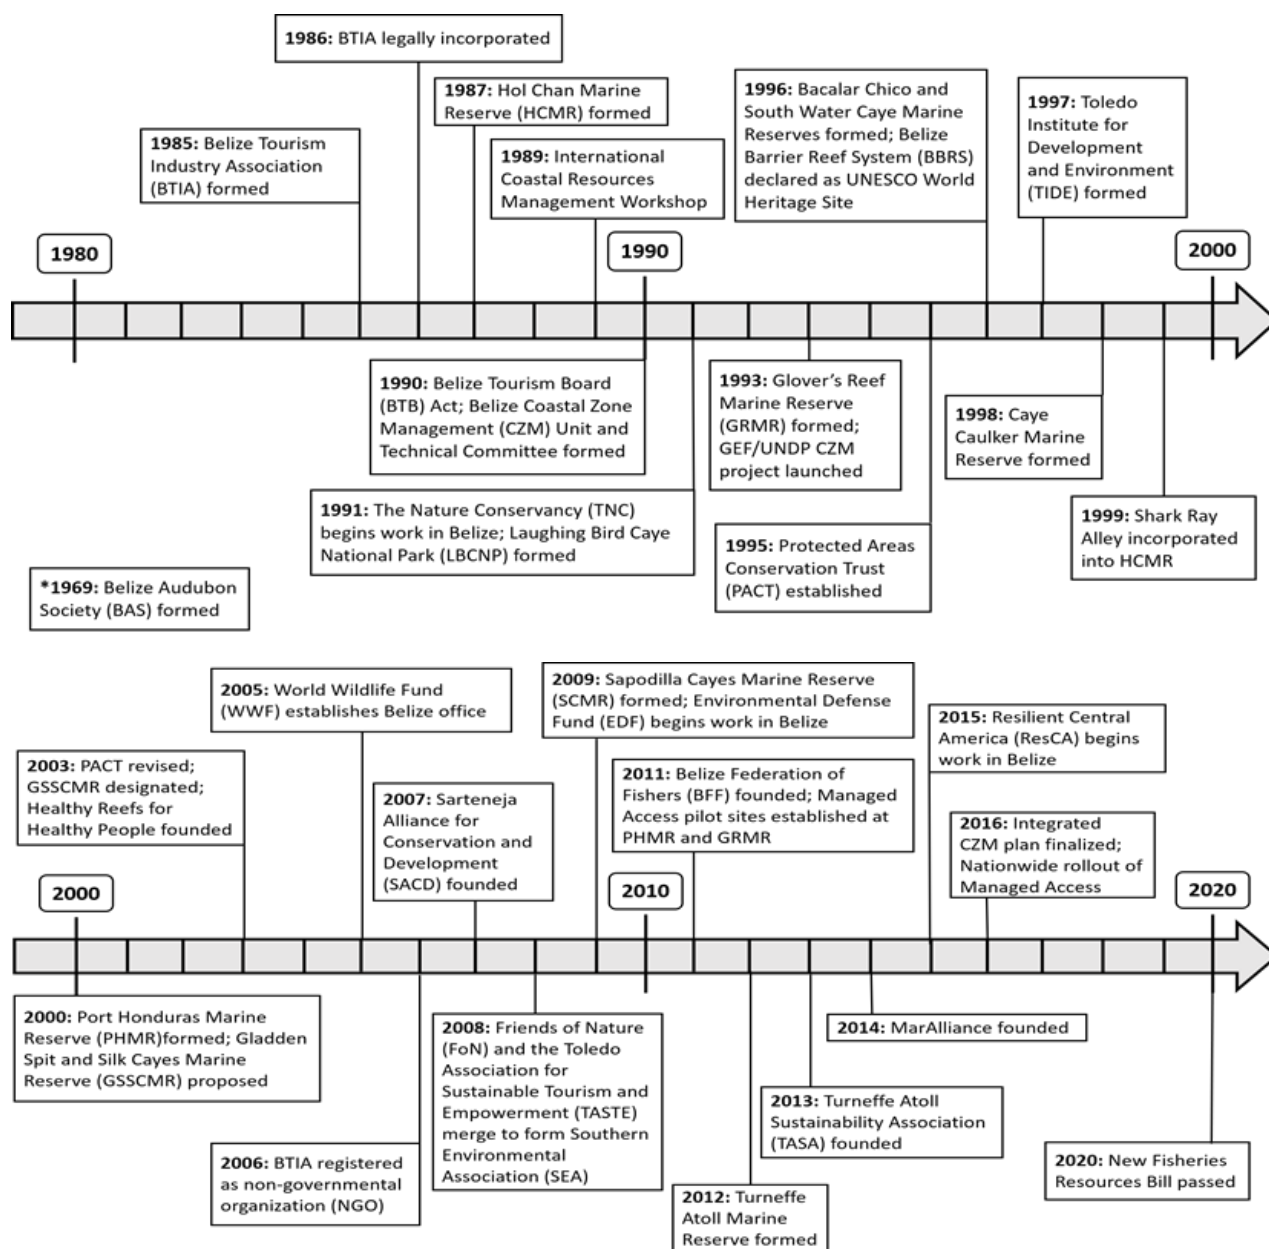 1986: BTIA legally incorporated
1987: Hol Chan Marine
Reserve (HCMR) formed
1985: Belize Tourism
Industry Association
(BTIA) formed
1989: International
Coastal Resources
Management Workshop
1996: Bacalar Chico and
South Water Caye Marine
Reserves formed; Belize
Barrier Reef System (BBRS)
declared as UNESCO World
Heritage Site
1997: Toledo
Institute for
Development
and Environment
(TIDE) formed
1980
1990
2000
1990: Belize Tourism Board
(BTB) Act; Belize Coastal Zone
Management (CZM) Unit and
Technical Committee formed
1991: The Nature Conservancy (TNC)
begins work in Belize; Laughing Bird Caye
National Park (LBCNP) formed
1993: Glover's Reef
Marine Reserve
(GRMR) formed;
GEF/UNDP CZM
project launched
1995: Protected Areas
Conservation Trust
(PACT) established
1998: Caye
Caulker Marine
Reserve formed
1999: Shark Ray
Alley incorporated
into HCMR
*1969: Belize Audubon
Society (BAS) formed
2005: World Wildlife Fund
(WWF) establishes Belize office
2003: PACT revised;
GSSCMR designated;
Healthy Reefs for
Healthy People founded
2007: Sarteneja
Alliance for
Conservation and
Development
(SACD) founded
2009: Sapodilla Cayes Marine Reserve
(SCMR) formed; Environmental Defense
Fund (EDF) begins work in Belize
2011: Belize Federation of
Fishers (BFF) founded; Managed
Access pilot sites established at
PHMR and GRMR
2015: Resilient Central
America (ResCA) begins
work in Belize
2016: Integrated
CZM plan finalized;
Nationwide rollout of
Managed Access
2000
2010
2020
2000: Port Honduras Marine
Reserve (PHMR)formed; Gladden
Spit and Silk Cayes Marine
Reserve (GSSCMR) proposed
2006: BTIA registered
as non-governmental
organization (NGO)
2008: Friends of Nature
(FoN) and the Toledo
Association for
Sustainable Tourism and
Empowerment (TASTE)
merge to form Southern
Environmental
Association (SEA)
2012: Turneffe
Atoll Marine
Reserve formed
2013: Turneffe Atoll
Sustainability Association
(TASA) founded
2014: MarAlliance founded
2020: New Fisheries
Resources Bill passed